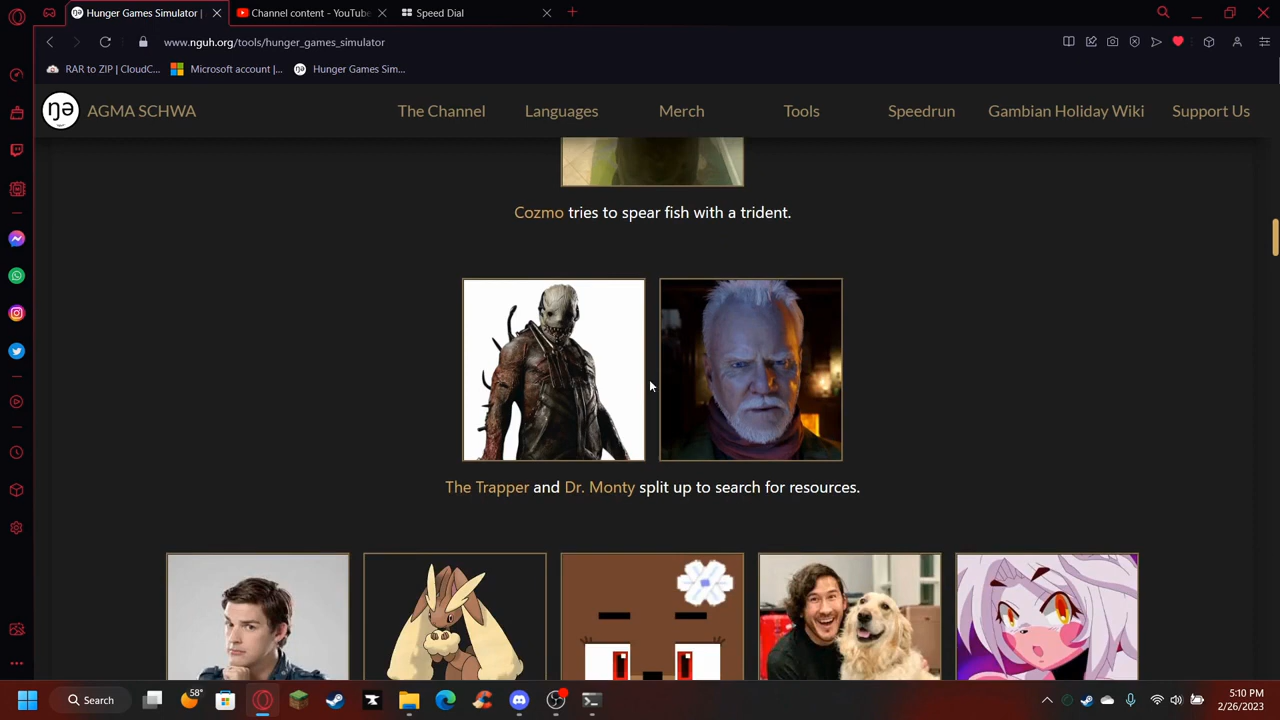 Hunger Games Simulator |
Channel content - YouTube
Speed Dial
www.nguh.org/tools/hunger_games_simulator
RAR to ZIP | CloudC...
Microsoft account |...
Hunger Games Sim...
ŋə
AGMA SCHWA
The Channel
Languages
Merch
Tools
Speedrun
Gambian Holiday Wiki
Support Us
Cozmo tries to spear fish with a trident.
The Trapper and Dr. Monty split up to search for resources.
Search
58°
5:10 PM
2/26/2023